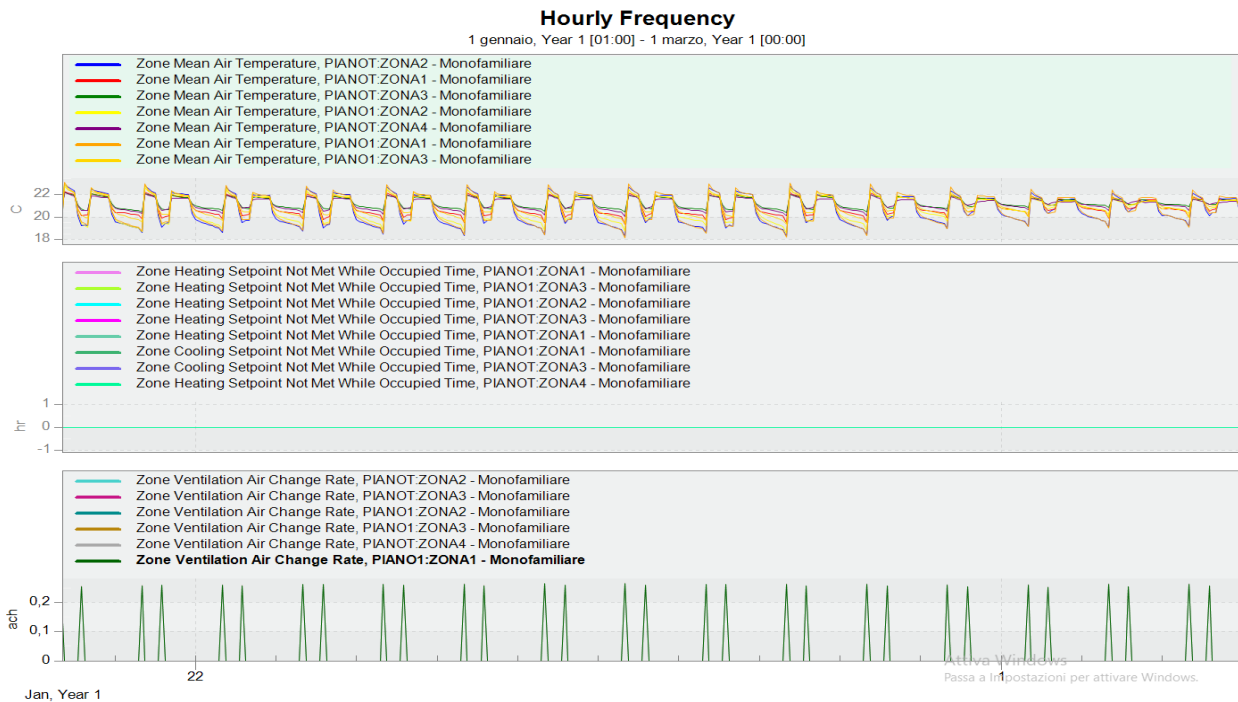 Hourly Frequency
1 gennaio, Year 1 [01:00] - 1 marzo, Year 1 [00:00]
Zone Mean Air Temperature, PIANOT:ZONA2 - Monofamiliare
Zone Mean Air Temperature, PIANOT:ZONA1 - Monofamiliare
Zone Mean Air Temperature, PIANOT:ZONA3 - Monofamiliare
Zone Mean Air Temperature, PIANO1:ZONA2 - Monofamiliare
Zone Mean Air Temperature, PIANOT:ZONA4 - Monofamiliare
Zone Mean Air Temperature, PIANO1:ZONA1 - Monofamiliare
Zone Mean Air Temperature, PIANO1:ZONA3 - Monofamiliare
22
20
18
C
Zone Heating Setpoint Not Met While Occupied Time, PIANO1:ZONA1 - Monofamiliare
Zone Heating Setpoint Not Met While Occupied Time, PIANO1:ZONA3 - Monofamiliare
Zone Heating Setpoint Not Met While Occupied Time, PIANO1:ZONA2 - Monofamiliare
Zone Heating Setpoint Not Met While Occupied Time, PIANOT:ZONA3 - Monofamiliare
Zone Heating Setpoint Not Met While Occupied Time, PIANOT:ZONA1 - Monofamiliare
Zone Cooling Setpoint Not Met While Occupied Time, PIANO1:ZONA1 - Monofamiliare
Zone Cooling Setpoint Not Met While Occupied Time, PIANOT:ZONA3 - Monofamiliare
Zone Heating Setpoint Not Met While Occupied Time, PIANOT:ZONA4 - Monofamiliare
1
0
-1
hr
Zone Ventilation Air Change Rate, PIANOT:ZONA2 - Monofamiliare
Zone Ventilation Air Change Rate, PIANOT:ZONA3 - Monofamiliare
Zone Ventilation Air Change Rate, PIANO1:ZONA2 - Monofamiliare
Zone Ventilation Air Change Rate, PIANO1:ZONA3 - Monofamiliare
Zone Ventilation Air Change Rate, PIANOT:ZONA4 - Monofamiliare
Zone Ventilation Air Change Rate, PIANO1:ZONA1 - Monofamiliare
0,2
0,1
0
ach
22
1
Jan, Year 1
Attiva Windows
Passa a Impostazioni per attivare Windows.